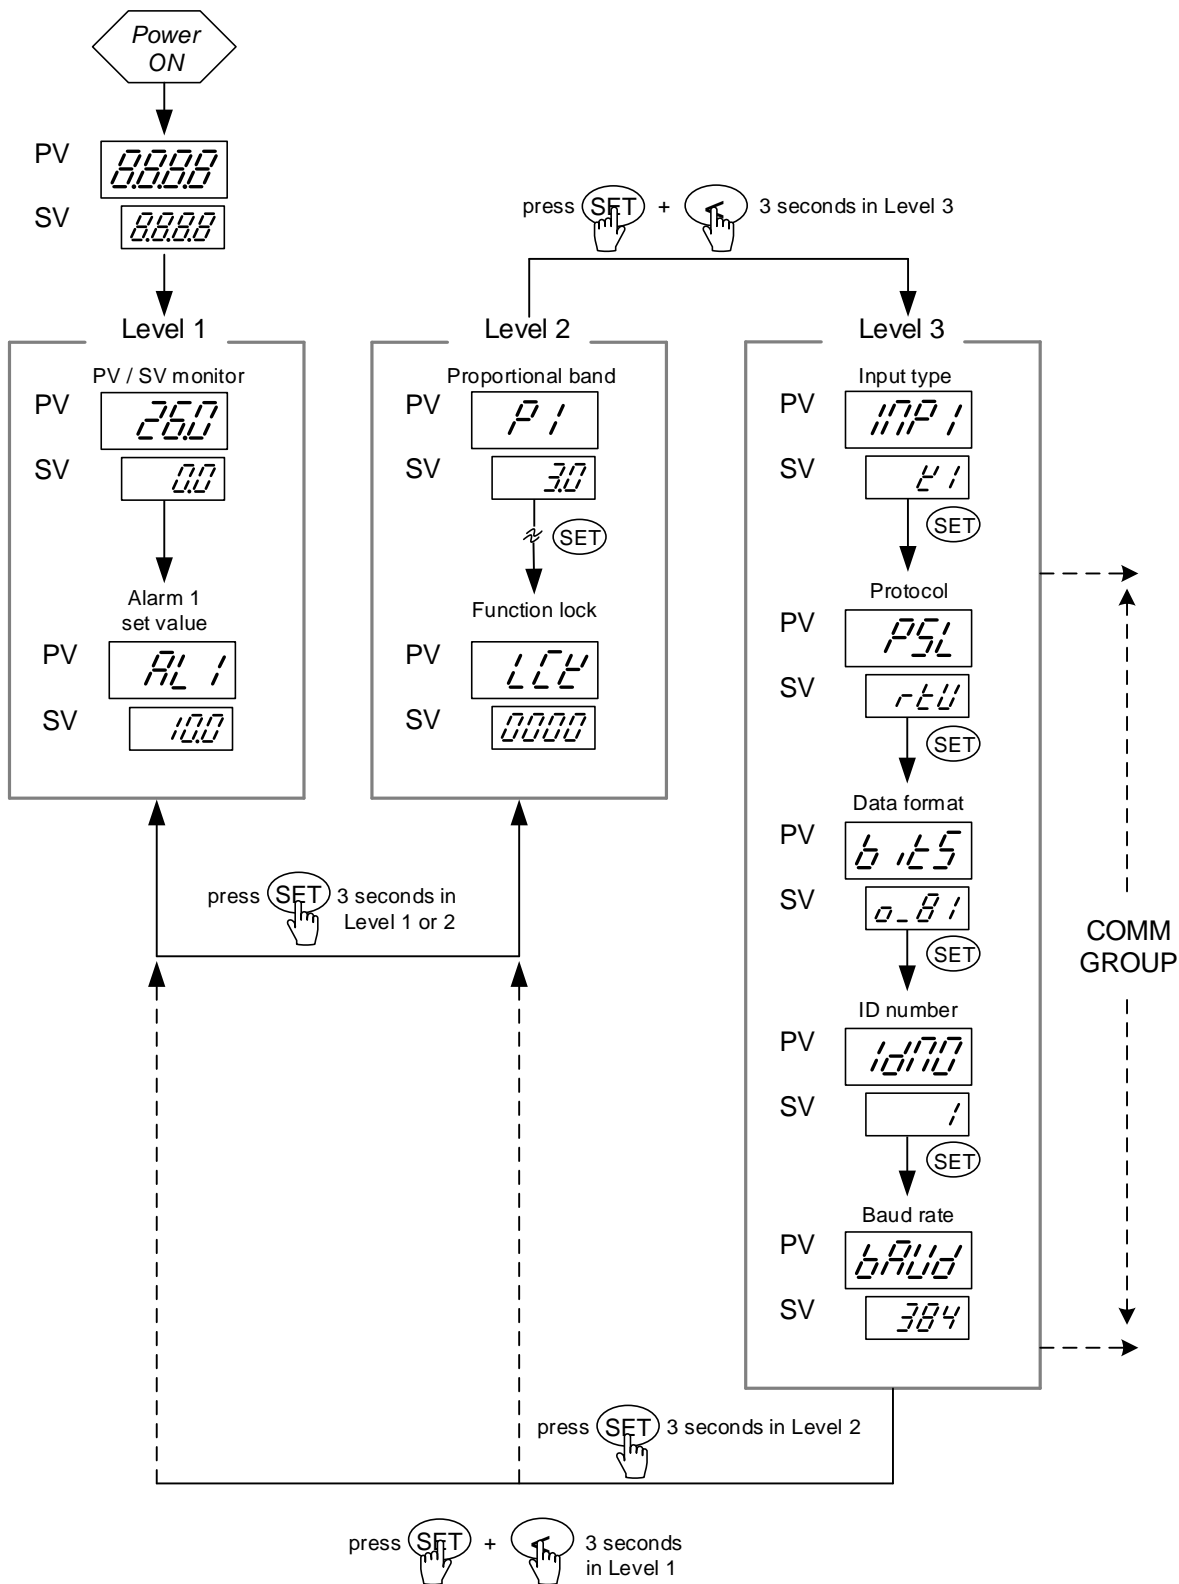 Power
ON
PV
8.8.8.8
SV
8.8.8.8
press SET + < 3 seconds in Level 3
Level 1
PV / SV monitor
PV
26.0
SV
0.0
Alarm 1
set value
PV
AL1
SV
10.0
Level 2
Proportional band
PV
P1
SV
3.0
SET
Function lock
PV
LCY
SV
0000
Level 3
Input type
PV
INP1
SV
K1
SET
Protocol
PV
PSL
SV
rtU
SET
Data format
PV
bitS
SV
o_81
SET
ID number
PV
IdNO
SV
1
SET
Baud rate
PV
bAUd
SV
384
COMM
GROUP
press SET 3 seconds in
Level 1 or 2
press SET 3 seconds in Level 2
press SET + < 3 seconds
in Level 1